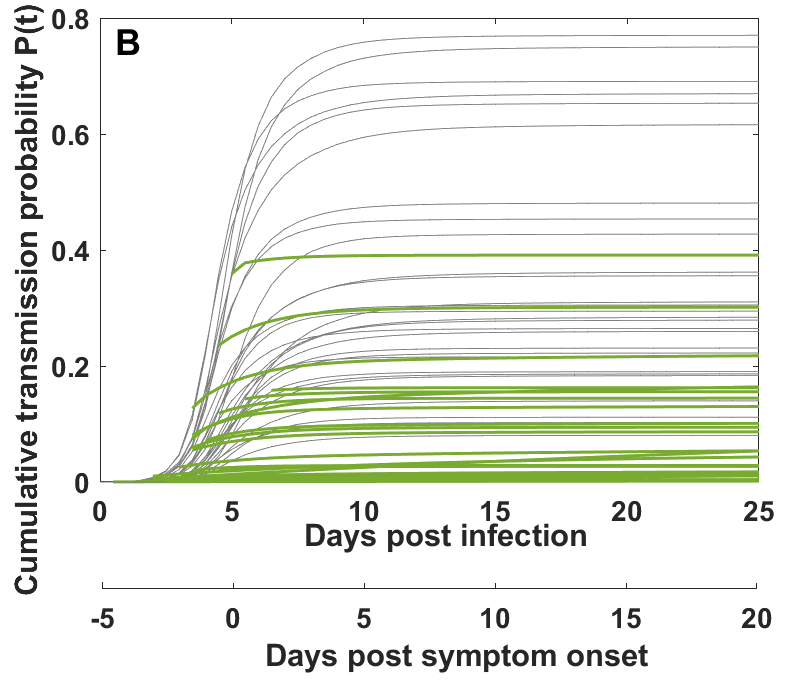 B
Cumulative transmission probability P(t)
0.8
0.6
0.4
0.2
0
0 5 10 15 20 25
Days post infection
-5 0 5 10 15 20
Days post symptom onset